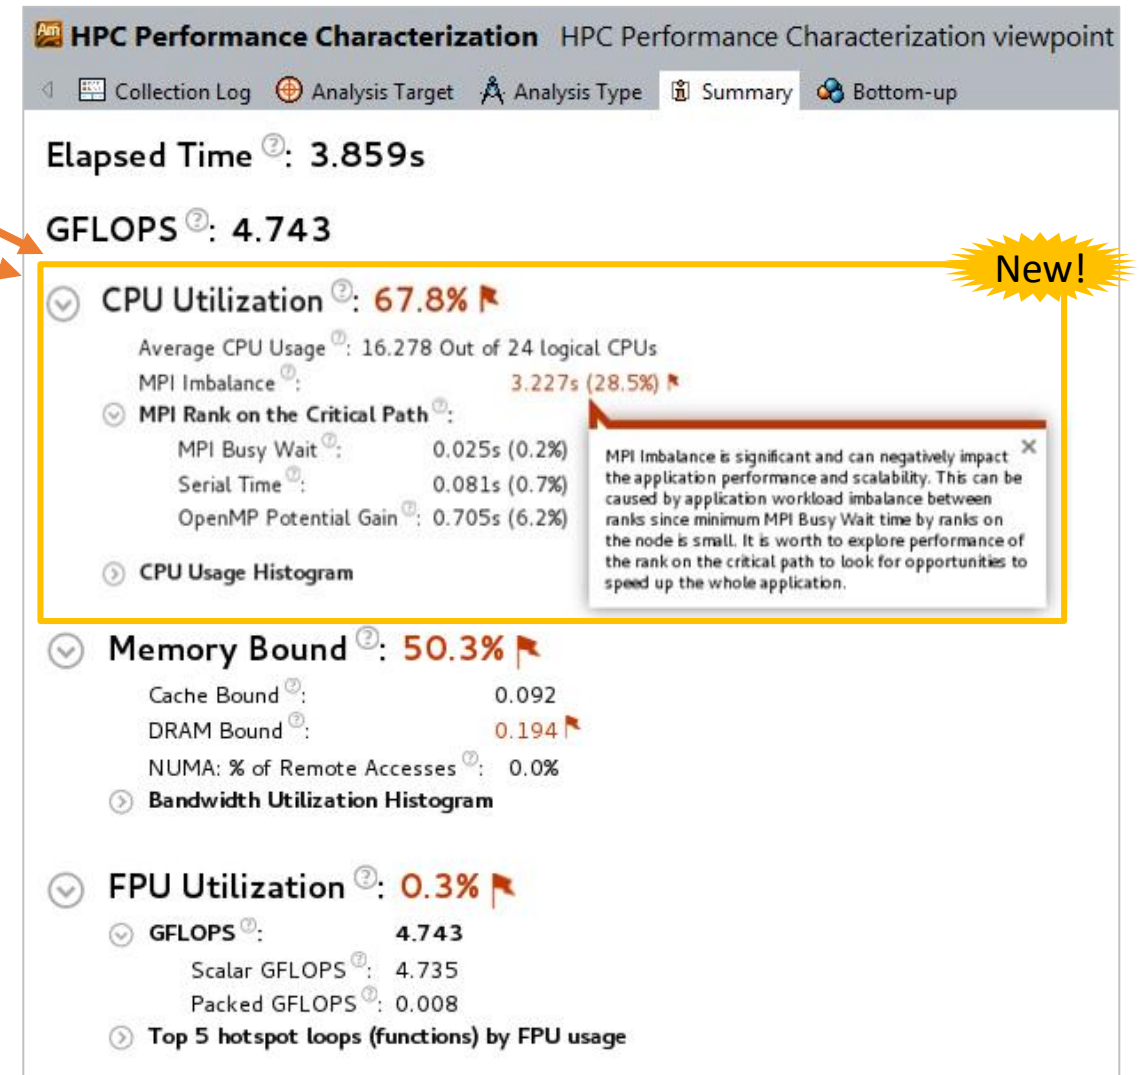 Am HPC Performance Characterization HPC Performance Characterization viewpoint
Collection Log Analysis Target Analysis Type Summary Bottom-up
Elapsed Time ?: 3.859s
GFLOPS ?: 4.743
New!
CPU Utilization ?: 67.8%
Average CPU Usage ?: 16.278 Out of 24 logical CPUs
MPI Imbalance ?: 3.227s (28.5%)
MPI Rank on the Critical Path ?:
MPI Busy Wait ?: 0.025s (0.2%)
Serial Time ?: 0.081s (0.7%)
OpenMP Potential Gain ?: 0.705s (6.2%)
CPU Usage Histogram
MPI Imbalance is significant and can negatively impact
the application performance and scalability. This can be
caused by application workload imbalance between
ranks since minimum MPI Busy Wait time by ranks on
the node is small. It is worth to explore performance of
the rank on the critical path to look for opportunities to
speed up the whole application.
Memory Bound ?: 50.3%
Cache Bound ?: 0.092
DRAM Bound ?: 0.194
NUMA: % of Remote Accesses ?: 0.0%
Bandwidth Utilization Histogram
FPU Utilization ?: 0.3%
GFLOPS ?: 4.743
Scalar GFLOPS ?: 4.735
Packed GFLOPS ?: 0.008
Top 5 hotspot loops (functions) by FPU usage